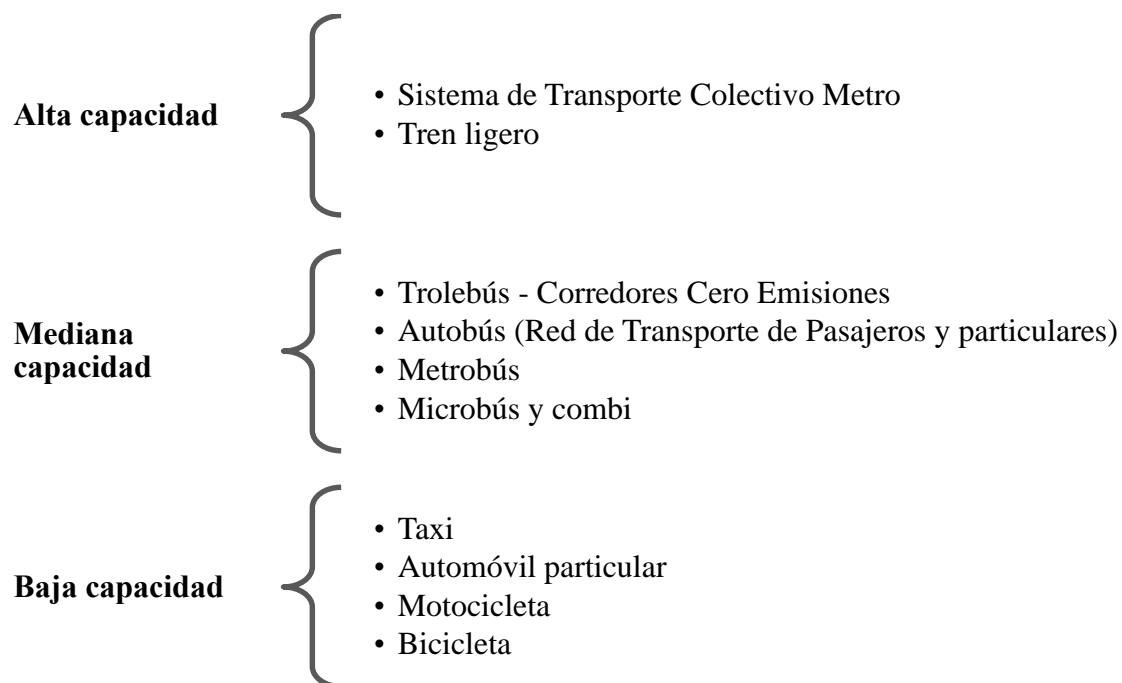 Alta capacidad
• Sistema de Transporte Colectivo Metro
• Tren ligero
Mediana
capacidad
• Trolebús - Corredores Cero Emisiones
• Autobús (Red de Transporte de Pasajeros y particulares)
• Metrobús
• Microbús y combi
Baja capacidad
• Taxi
• Automóvil particular
• Motocicleta
• Bicicleta